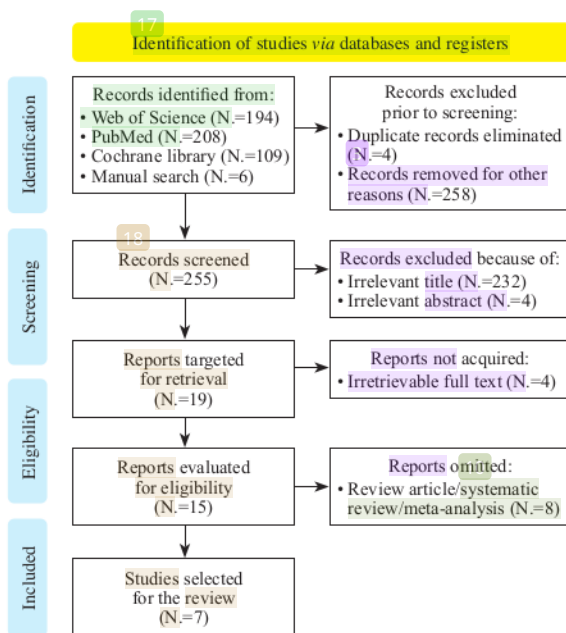 17
Identification of studies via databases and registers
Identification
Records identified from:
• Web of Science (N.=194)
• PubMed (N.=208)
• Cochrane library (N.=109)
• Manual search (N.=6)
Records excluded
prior to screening:
• Duplicate records eliminated
(N.=4)
• Records removed for other
reasons (N.=258)
Screening
18
Records screened
(N.=255)
Records excluded because of:
• Irrelevant title (N.=232)
• Irrelevant abstract (N.=4)
Reports targeted
for retrieval
(N.=19)
Reports not acquired:
• Irretrievable full text (N.=4)
Eligibility
Reports evaluated
for eligibility
(N.=15)
Reports omitted:
• Review article/systematic
review/meta-analysis (N.=8)
Included
Studies selected
for the review
(N.=7)